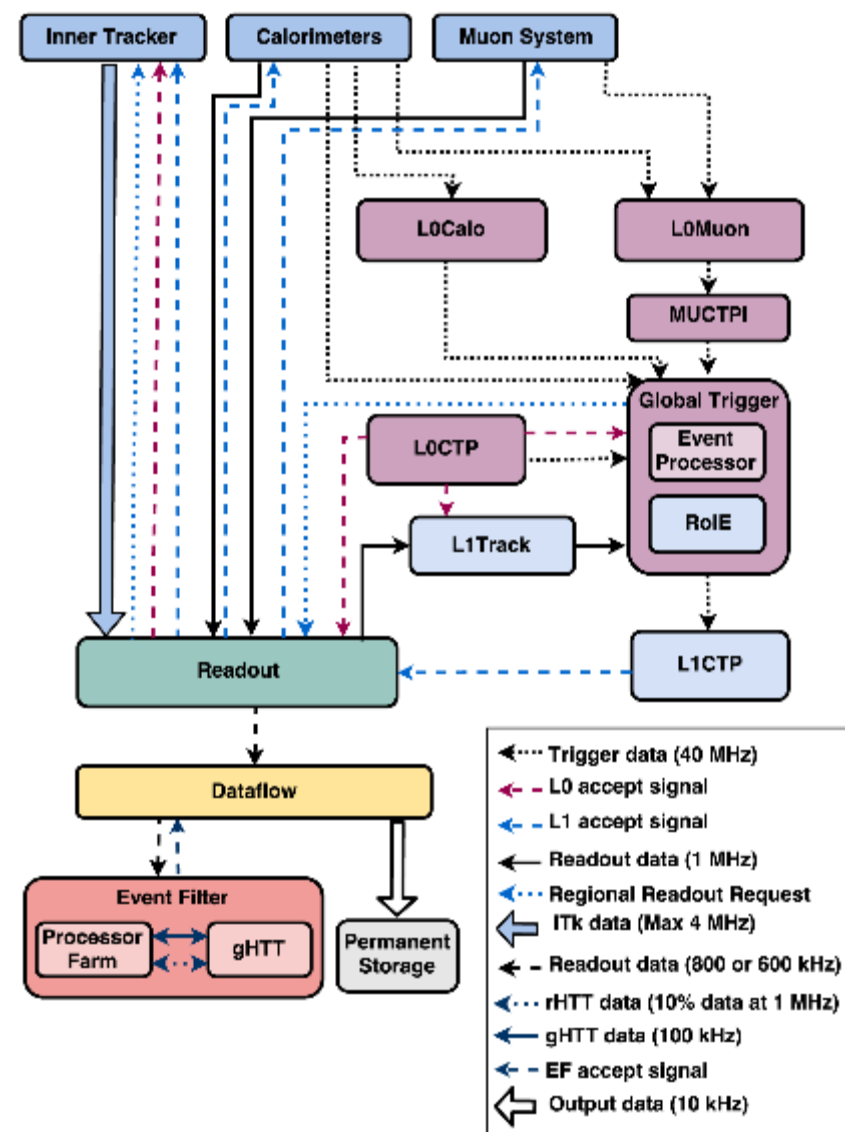 Inner Tracker
Calorimeters
Muon System
L0Calo
L0Muon
MUCTPI
Global Trigger
Event
Processor
RoIE
L0CTP
L1Track
L1CTP
Readout
Dataflow
Event Filter
Processor
Farm
gHTT
Permanent
Storage
Trigger data (40 MHz)
L0 accept signal
L1 accept signal
Readout data (1 MHz)
Regional Readout Request
ITk data (Max 4 MHz)
Readout data (800 or 600 kHz)
rHTT data (10% data at 1 MHz)
gHTT data (100 kHz)
EF accept signal
Output data (10 kHz)